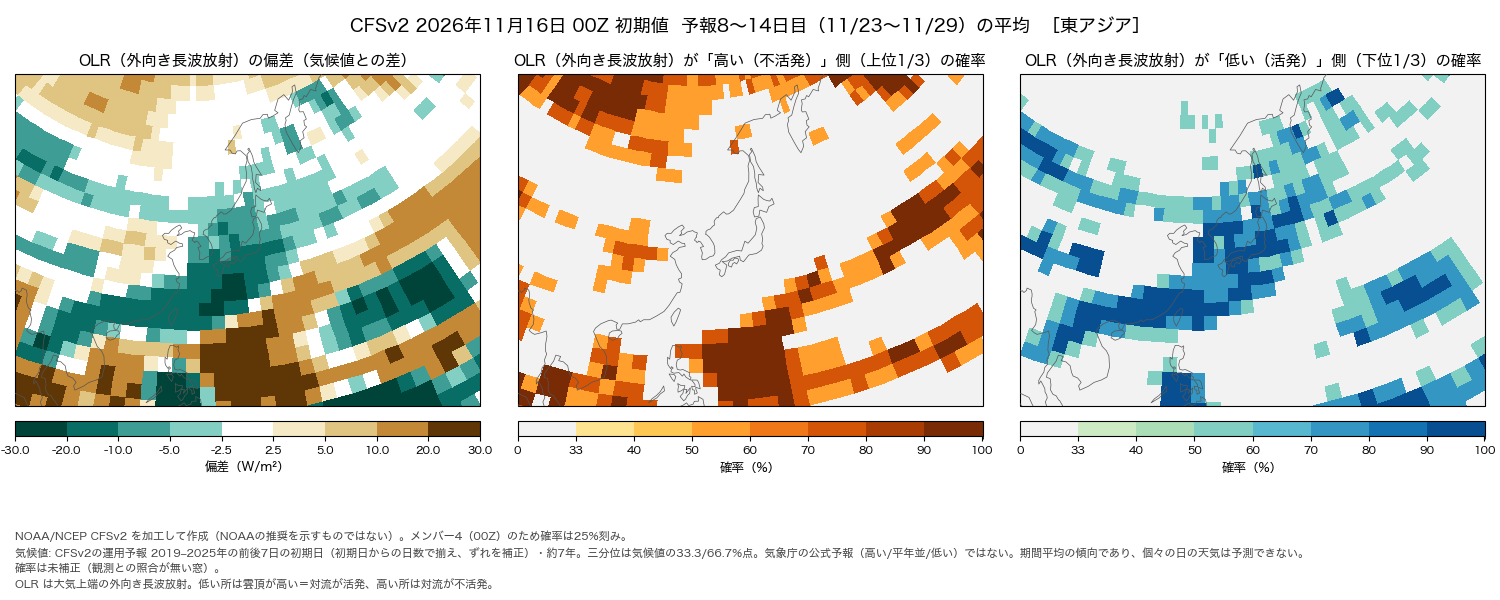 CFSv2 2026年11月16日 00Z 初期値 予報8～14日目（11/23～11/29）の平均 ［東アジア］
OLR（外向き長波放射）の偏差（気候値との差）
OLR（外向き長波放射）が「高い（不活発）」側（上位1/3）の確率
OLR（外向き長波放射）が「低い（活発）」側（下位1/3）の確率
-30.0 -20.0 -10.0 -5.0 -2.5 2.5 5.0 10.0 20.0 30.0
偏差（W/m²）
0 33 40 50 60 70 80 90 100
確率（%）
0 33 40 50 60 70 80 90 100
確率（%）
NOAA/NCEP CFSv2 を加工して作成（NOAAの推奨を示すものではない）。メンバー4（00Z）のため確率は25%刻み。
気候値: CFSv2の運用予報 2019–2025年の前後7日の初期日（初期日からの日数で揃え、ずれを補正）・約7年。三分位は気候値の33.3/66.7%点。気象庁の公式予報（高い/平年並/低い）ではない。期間平均の傾向であり、個々の日の天気は予測できない。
確率は未補正（観測との照合が無い窓）。
OLR は大気上端の外向き長波放射。低い所は雲頂が高い＝対流が活発、高い所は対流が不活発。